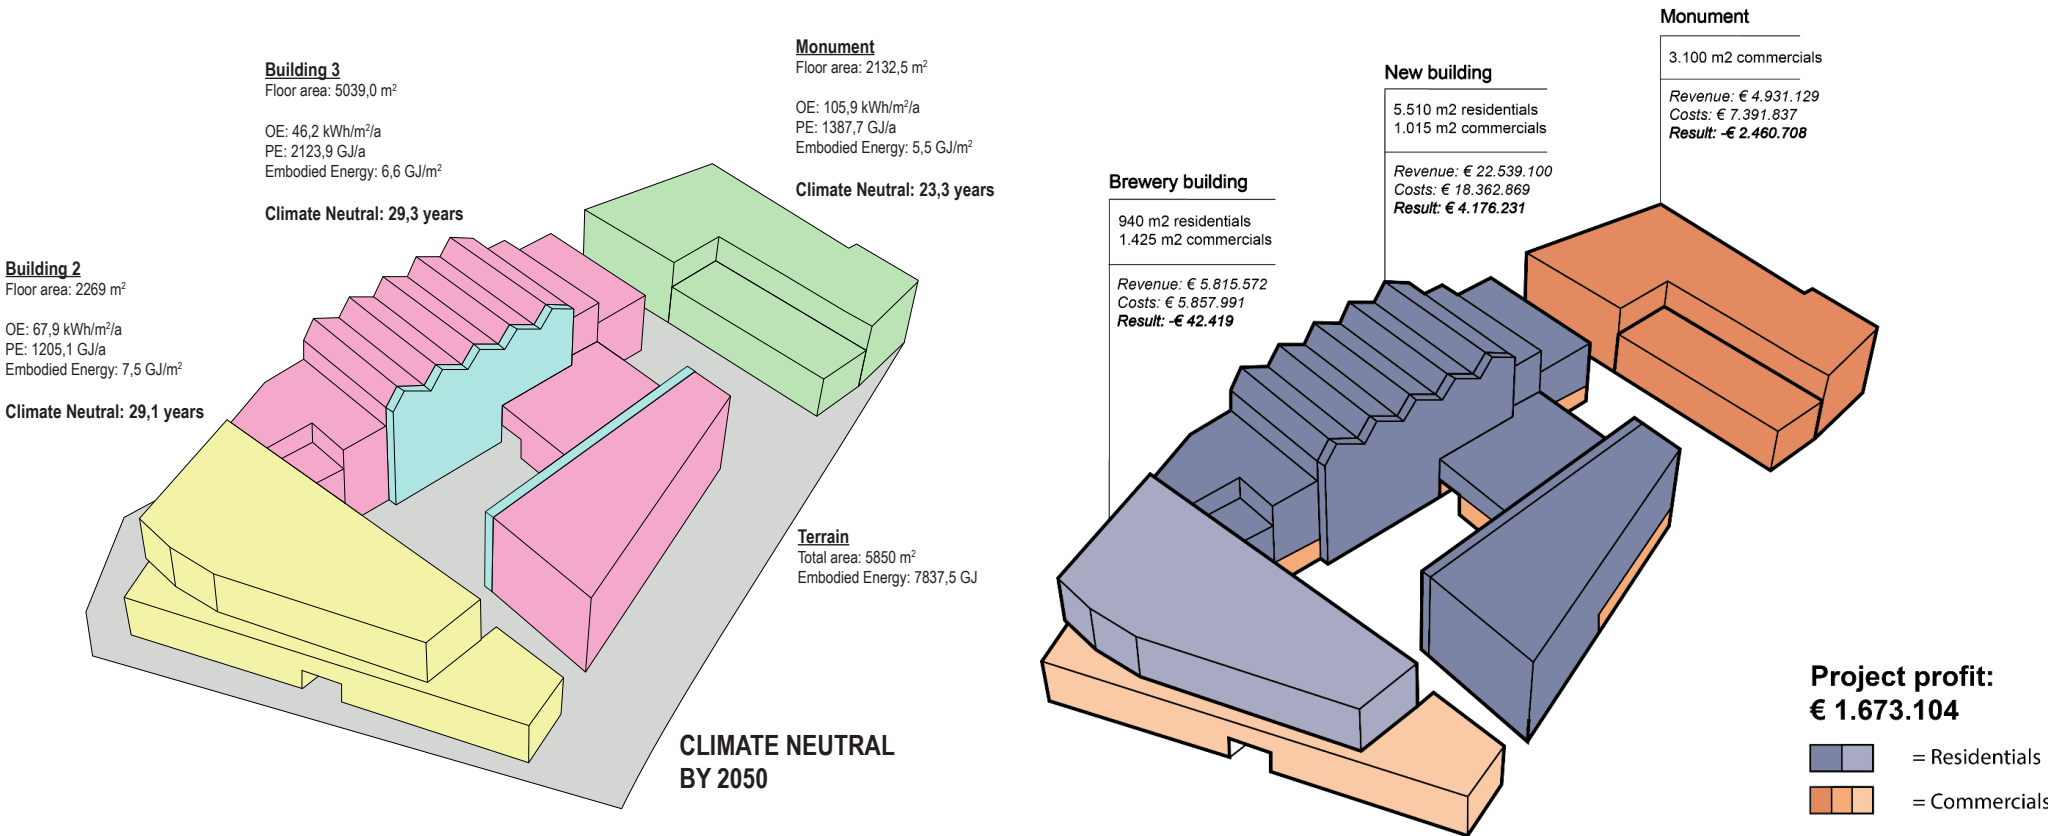 Building 3
Floor area: 5039,0 m²
OE: 46,2 kWh/m²/a
PE: 2123,9 GJ/a
Embodied Energy: 6,6 GJ/m²
Climate Neutral: 29,3 years
Monument
Floor area: 2132,5 m²
OE: 105,9 kWh/m²/a
PE: 1387,7 GJ/a
Embodied Energy: 5,5 GJ/m²
Climate Neutral: 23,3 years
Building 2
Floor area: 2269 m²
OE: 67,9 kWh/m²/a
PE: 1205,1 GJ/a
Embodied Energy: 7,5 GJ/m²
Climate Neutral: 29,1 years
Terrain
Total area: 5850 m²
Embodied Energy: 7837,5 GJ
CLIMATE NEUTRAL
BY 2050
Brewery building
940 m2 residentials
1.425 m2 commercials
Revenue: € 5.815.572
Costs: € 5.857.991
Result: -€ 42.419
New building
5.510 m2 residentials
1.015 m2 commercials
Revenue: € 22.539.100
Costs: € 18.362.869
Result: € 4.176.231
Monument
3.100 m2 commercials
Revenue: € 4.931.129
Costs: € 7.391.837
Result: -€ 2.460.708
Project profit:
€ 1.673.104
= Residentials
= Commercials